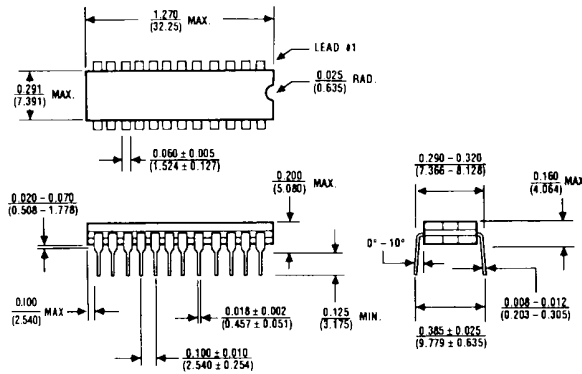 1.270
(32.25) MAX.
LEAD #1
0.291
(7.391) MAX.
0.025
(0.635) RAD.
0.060 ± 0.005
(1.524 ± 0.127)
0.200
(5.080) MAX.
0.290 – 0.320
(7.366 – 8.128)
0.160
(4.064) MAX
0.020 – 0.070
(0.508 – 1.778)
0° – 10°
0.100
(2.540) MAX
0.018 ± 0.002
(0.457 ± 0.051)
0.125
(3.175) MIN.
0.008 – 0.012
(0.203 – 0.305)
0.100 ± 0.010
(2.540 ± 0.254)
0.385 ± 0.025
(9.779 ± 0.635)